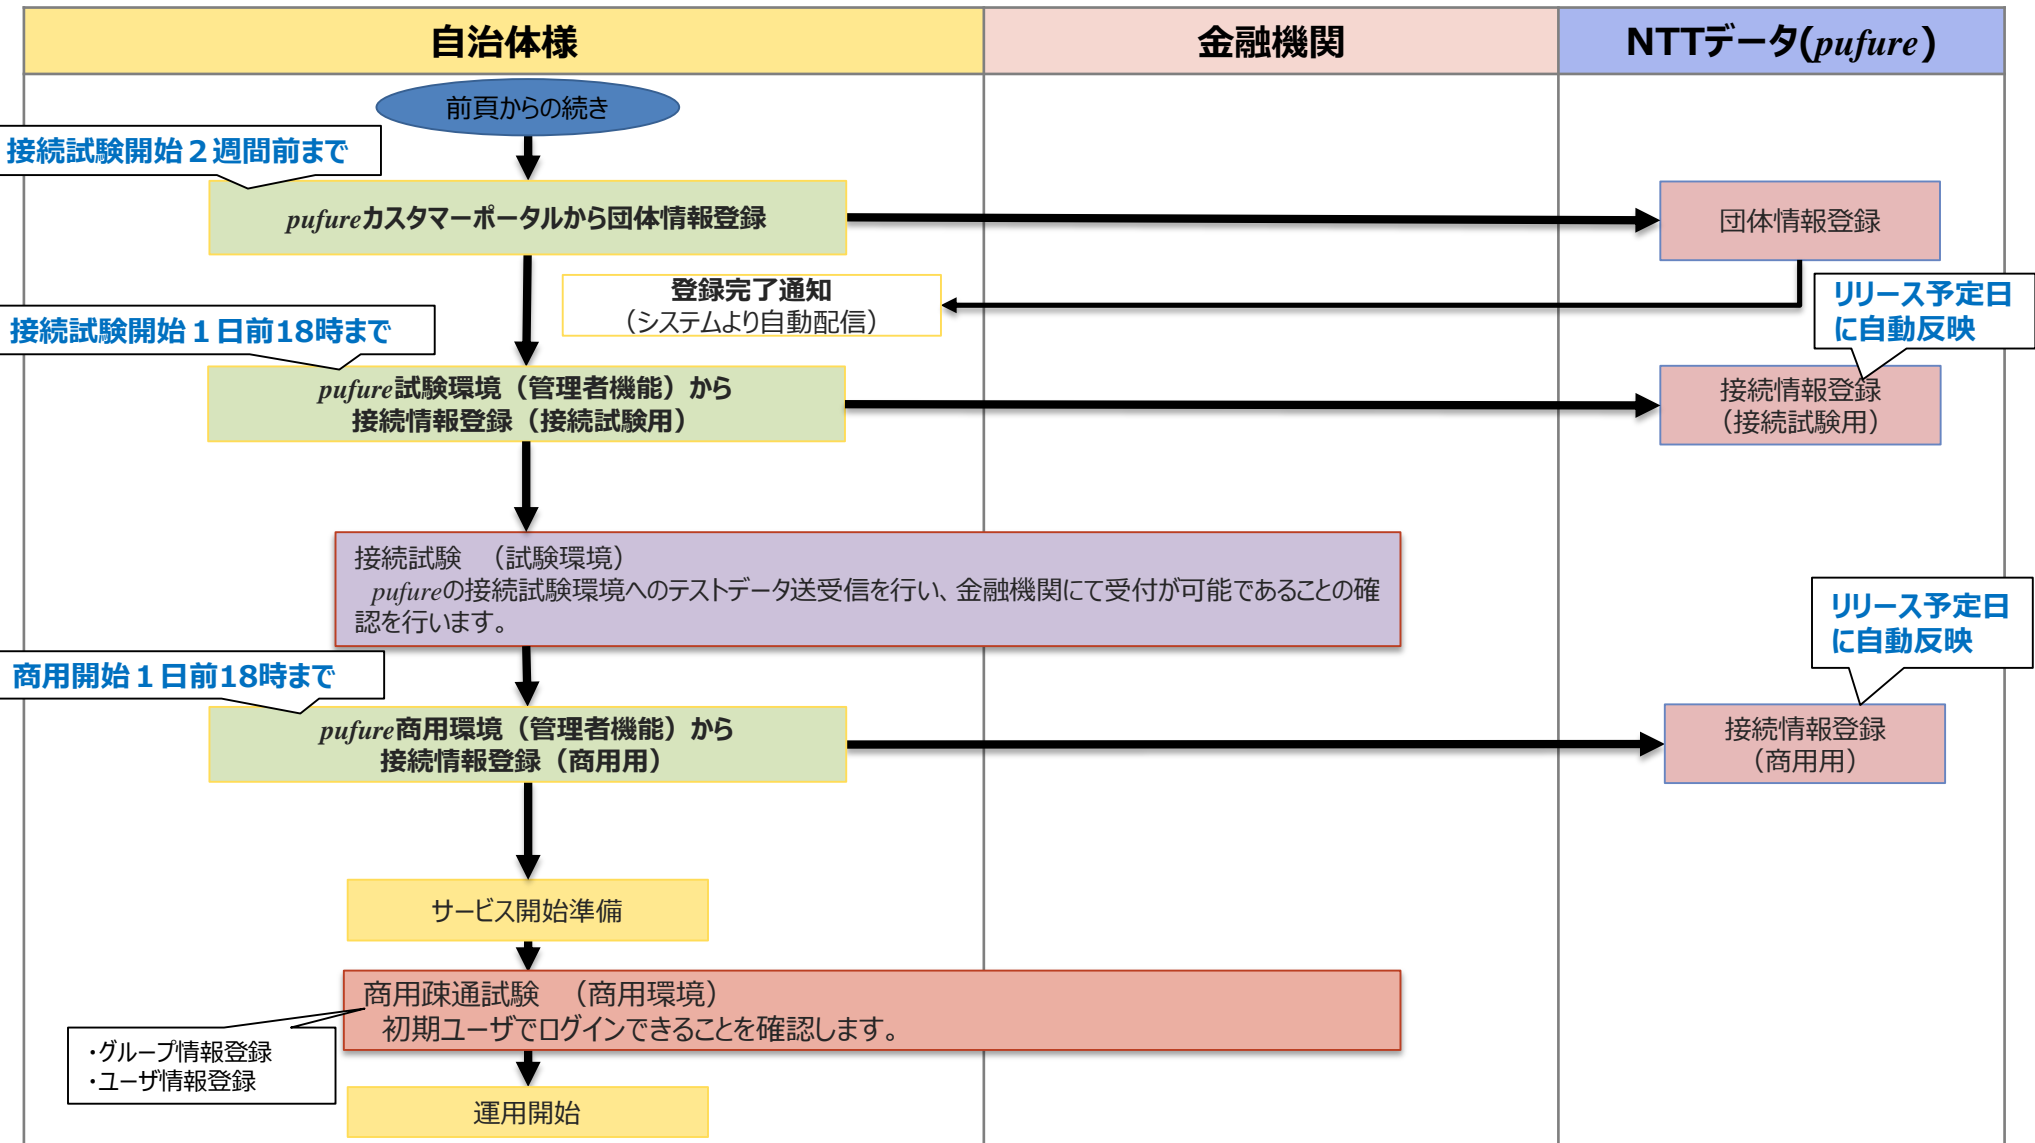 自治体様
金融機関
NTTデータ(pufure)
前頁からの続き
接続試験開始２週間前まで
pufureカスタマーポータルから団体情報登録
団体情報登録
登録完了通知
（システムより自動配信）
リリース予定日
に自動反映
接続試験開始１日前18時まで
pufure試験環境（管理者機能）から
接続情報登録（接続試験用）
接続情報登録
（接続試験用）
接続試験　（試験環境）
pufureの接続試験環境へのテストデータ送受信を行い、金融機関にて受付が可能であることの確
認を行います。
リリース予定日
に自動反映
商用開始１日前18時まで
pufure商用環境（管理者機能）から
接続情報登録（商用用）
接続情報登録
（商用用）
サービス開始準備
商用疎通試験　（商用環境）
初期ユーザでログインできることを確認します。
・グループ情報登録
・ユーザ情報登録
運用開始